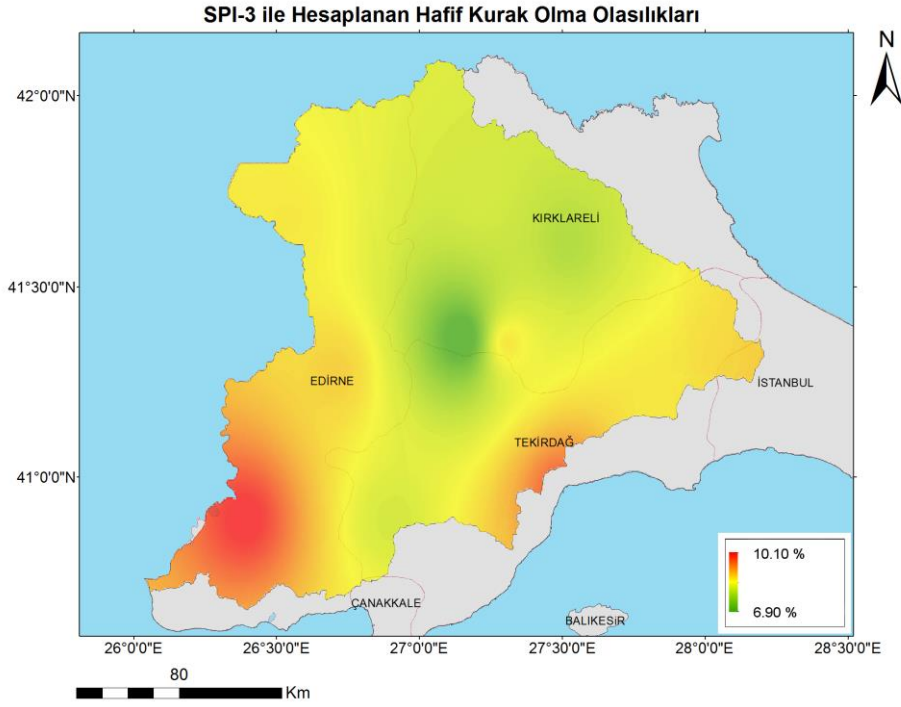 SPI-3 ile Hesaplanan Hafif Kurak Olma Olasılıkları
N
42°0'0"N
KIRKLARELİ
41°30'0"N
EDİRNE
İSTANBUL
TEKİRDAĞ
41°0'0"N
10.10 %
6.90 %
ÇANAKKALE
BALIKESİR
26°0'0"E 26°30'0"E 27°0'0"E 27°30'0"E 28°0'0"E 28°30'0"E
80
Km